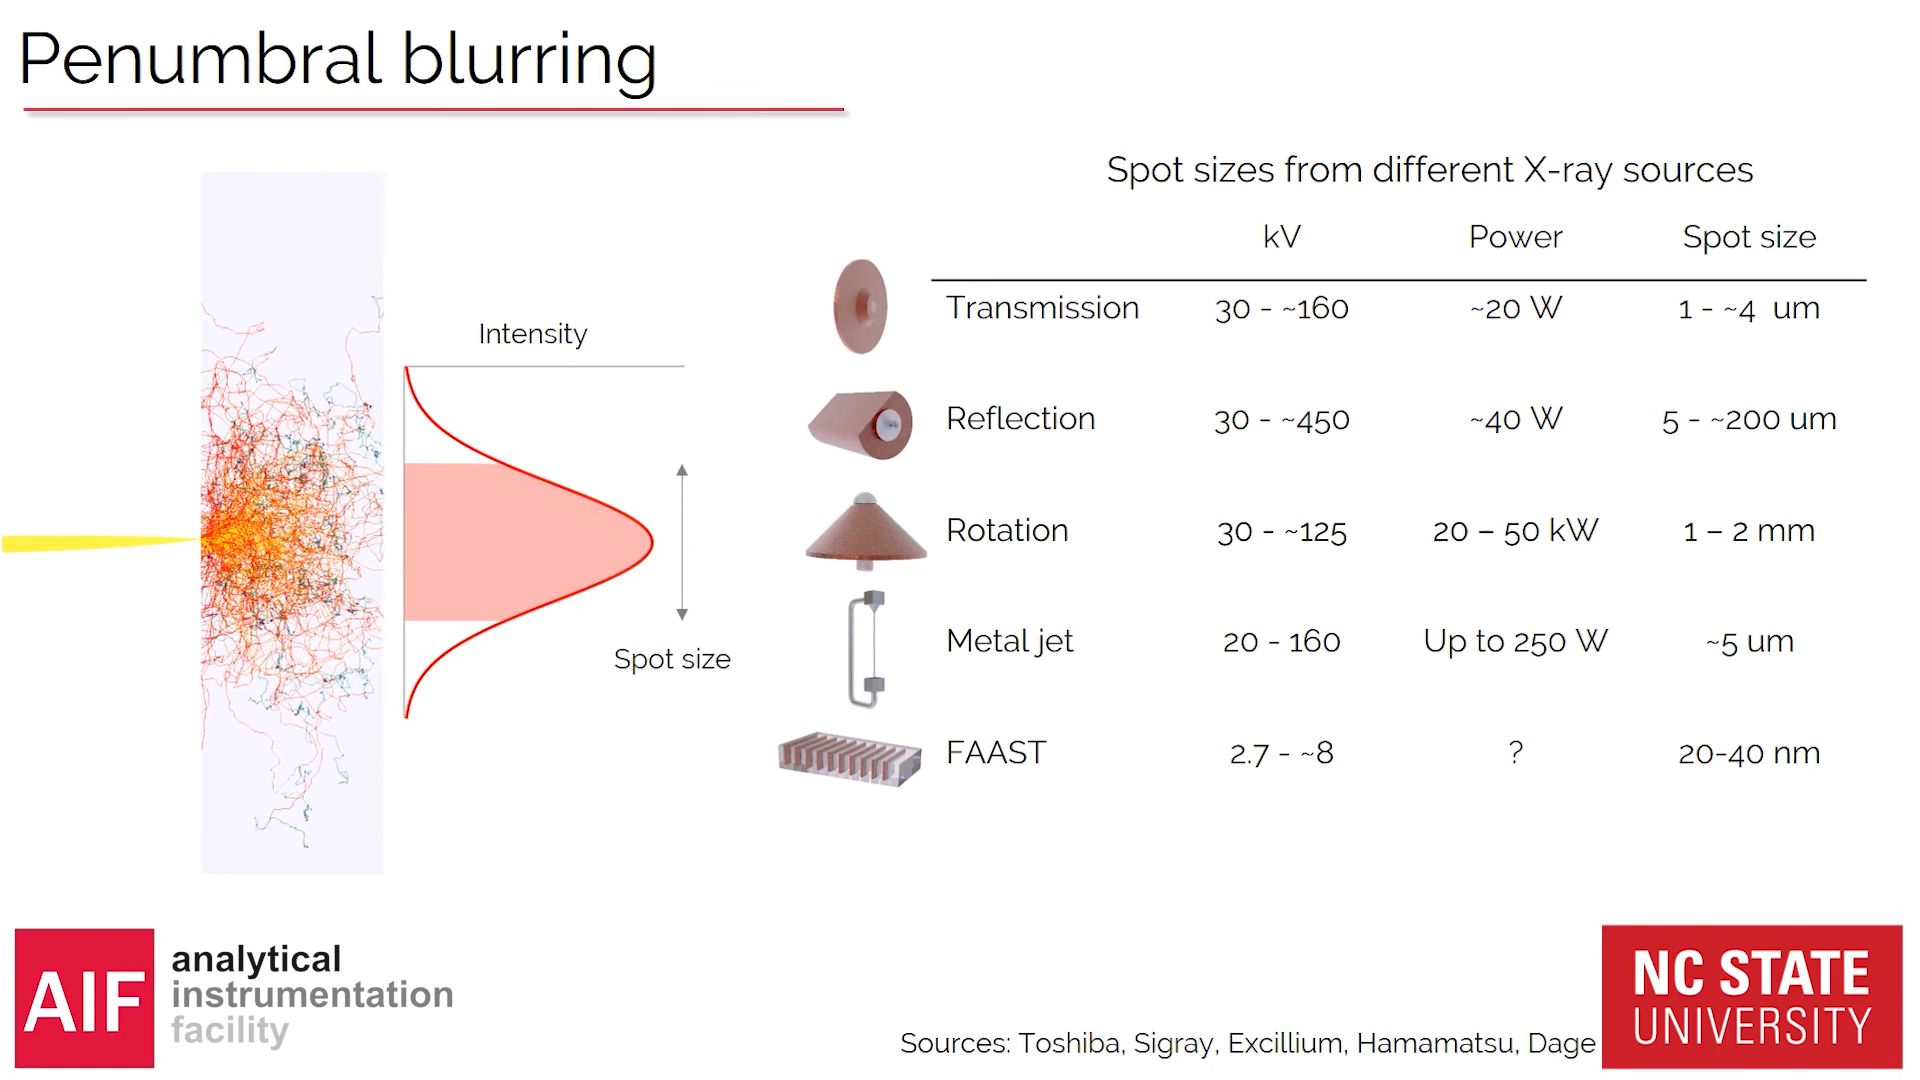 Penumbral blurring
Intensity
Spot size
Spot sizes from different X-ray sources
kV Power Spot size
Transmission 30 - ~160 ~20 W 1 - ~4 um
Reflection 30 - ~450 ~40 W 5 - ~200 um
Rotation 30 - ~125 20 – 50 kW 1 – 2 mm
Metal jet 20 - 160 Up to 250 W ~5 um
FAAST 2.7 - ~8 ? 20-40 nm
AIF
analytical
instrumentation
facility
Sources: Toshiba, Sigray, Excillium, Hamamatsu, Dage
NC STATE
UNIVERSITY